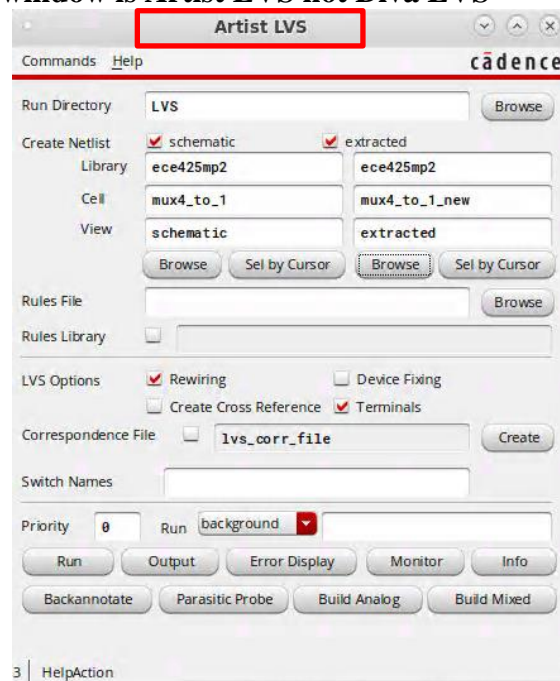 window is Artist LVS not Diva LVS
Artist LVS
Commands Help cādence
Run Directory LVS Browse
Create Netlist schematic extracted
Library ece425mp2 ece425mp2
Cell mux4_to_1 mux4_to_1_new
View schematic extracted
Browse Sel by Cursor Browse Sel by Cursor
Rules File Browse
Rules Library
LVS Options Rewiring Device Fixing
Create Cross Reference Terminals
Correspondence File lvs_corr_file Create
Switch Names
Priority 0 Run background
Run Output Error Display Monitor Info
Backannotate Parasitic Probe Build Analog Build Mixed
3 HelpAction